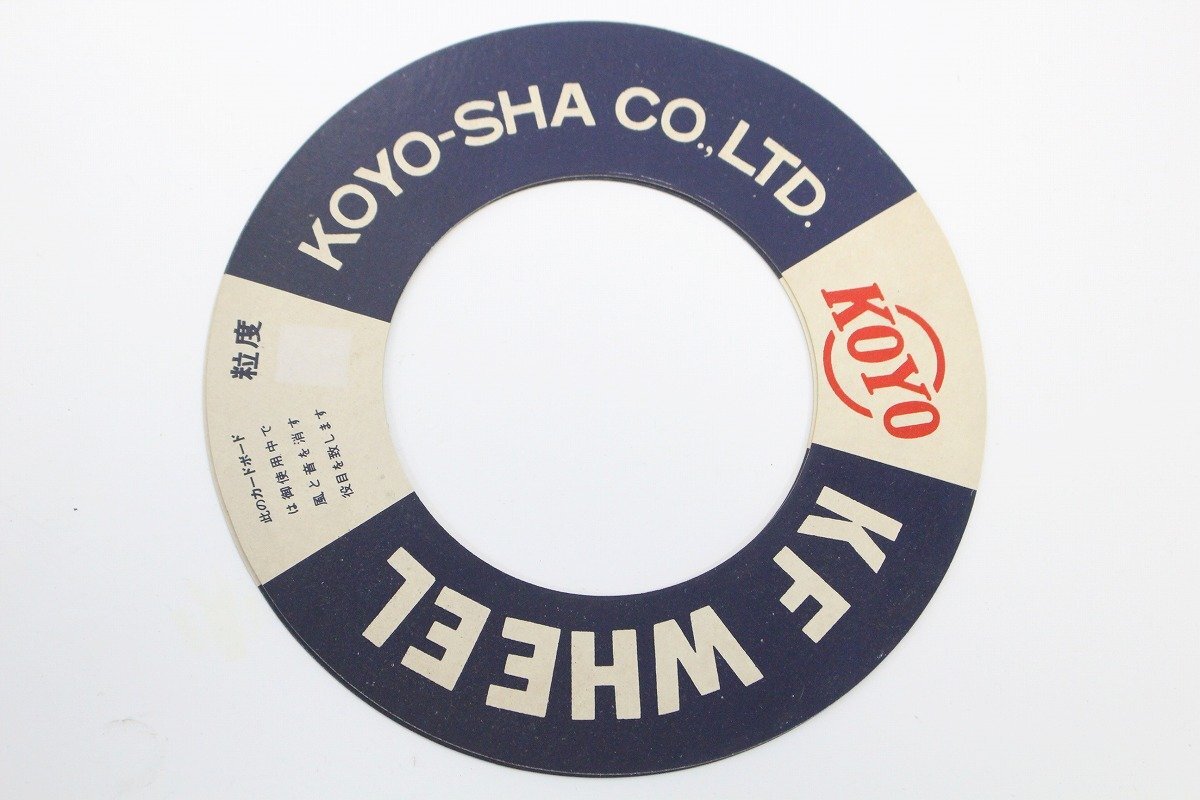 KOYO-SHA CO., LTD.
KOYO
KF WHEEL
粒度
此のカードボード
は御使用中で
風と音を消す
役目を致します